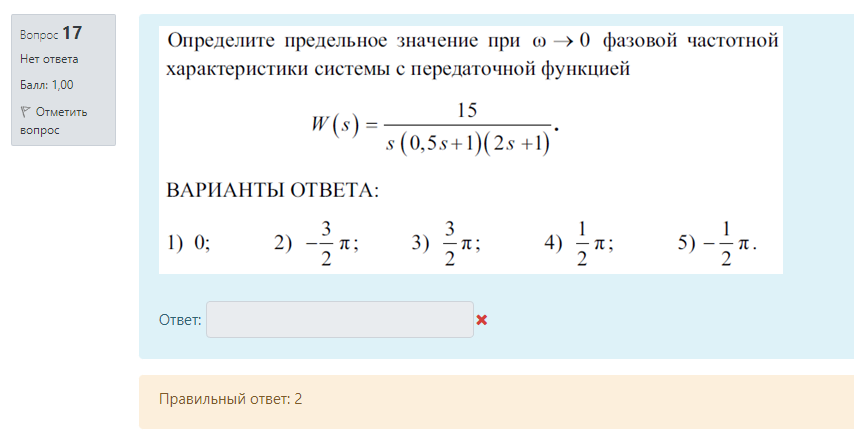 Вопрос 17
Нет ответа
Балл: 1,00
Отметить
вопрос
Определите предельное значение при ω → 0 фазовой частотной
характеристики системы с передаточной функцией
W(s) = 15 / s(0,5s+1)(2s+1).
ВАРИАНТЫ ОТВЕТА:
1) 0; 2) −3/2 π; 3) 3/2 π; 4) 1/2 π; 5) −1/2 π.
Ответ:
Правильный ответ: 2